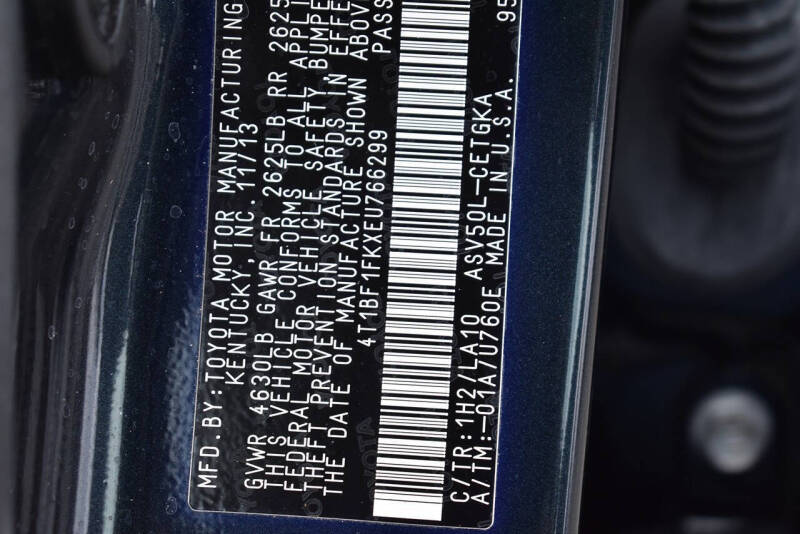 MFD.BY:TOYOTA MOTOR MANUFACTURING
KENTUCKY, INC. 11/13
GVWR 4630LB GAWR FR 2625LB RR 2625
THIS VEHICLE CONFORMS TO ALL APPLI
FEDERAL MOTOR VEHICLE SAFETY, BUMPE
THEFT PREVENTION STANDARDS IN EFFE
THE DATE OF MANUFACTURE SHOWN ABOV
4T1BF1FKXEU766299 PASS
95
C/TR:1H2/LA10 ASV50L-CETGKA
A/TM:-01A/U760E MADE IN U.S.A.